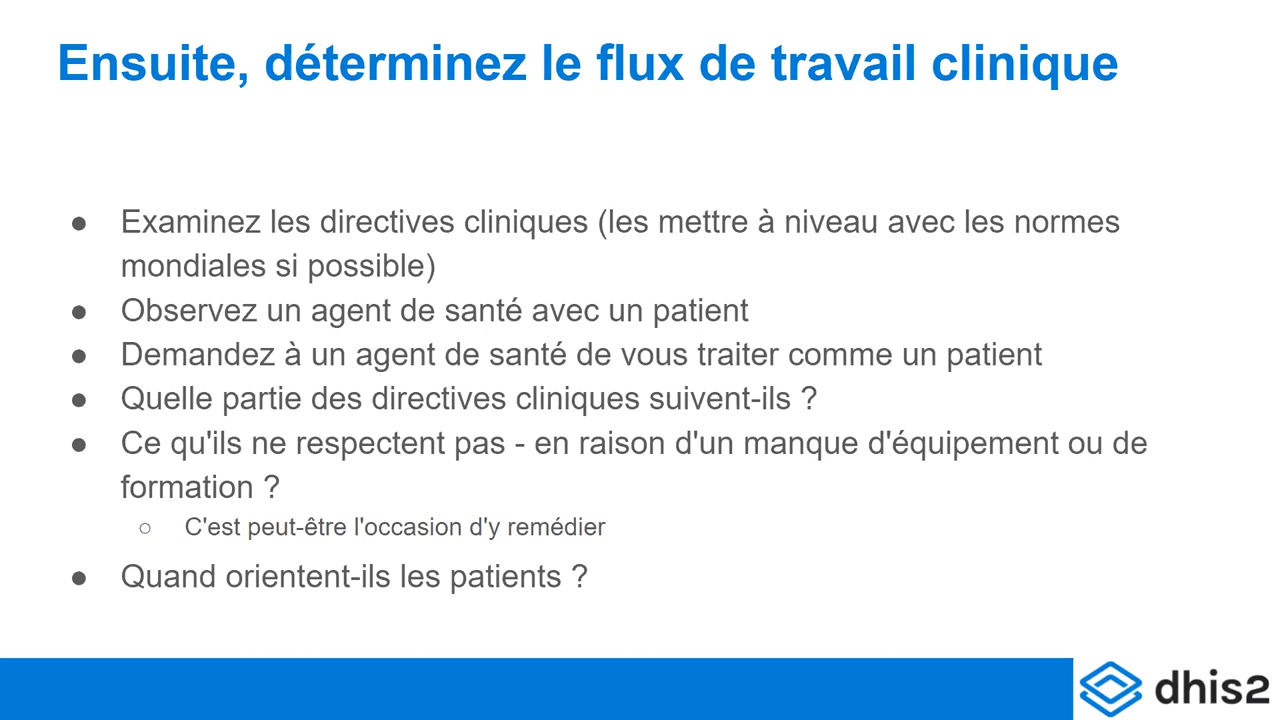 Ensuite, déterminez le flux de travail clinique
● Examinez les directives cliniques (les mettre à niveau avec les normes
mondiales si possible)
● Observez un agent de santé avec un patient
● Demandez à un agent de santé de vous traiter comme un patient
● Quelle partie des directives cliniques suivent-ils ?
● Ce qu'ils ne respectent pas - en raison d'un manque d'équipement ou de
formation ?
○ C'est peut-être l'occasion d'y remédier
● Quand orientent-ils les patients ?
dhis2